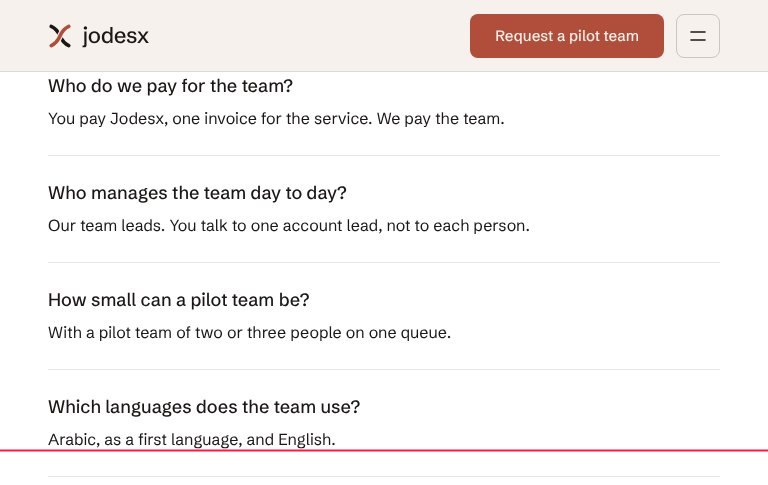 jodesx
Request a pilot team
Who do we pay for the team?
You pay Jodesx, one invoice for the service. We pay the team.
Who manages the team day to day?
Our team leads. You talk to one account lead, not to each person.
How small can a pilot team be?
With a pilot team of two or three people on one queue.
Which languages does the team use?
Arabic, as a first language, and English.